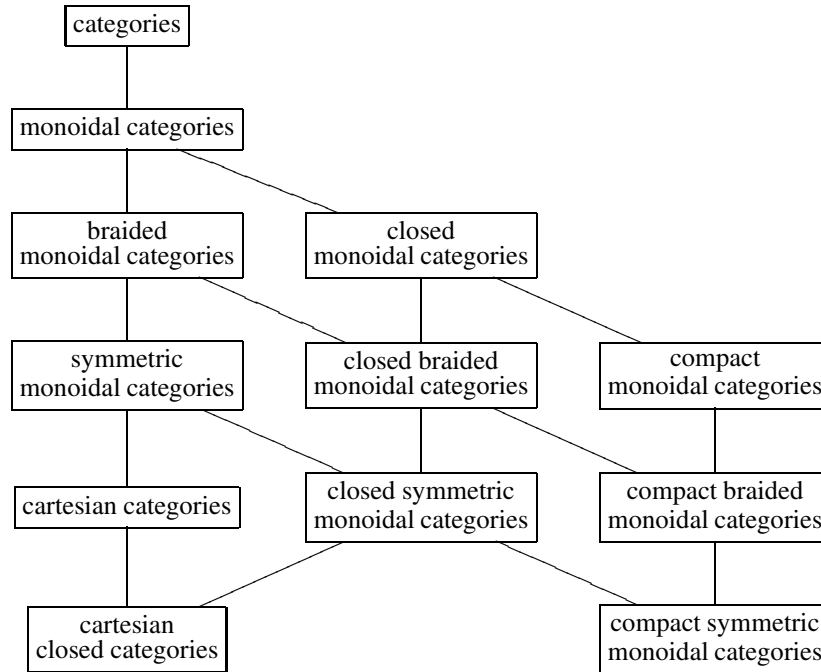 categories
monoidal categories
braided
monoidal categories
closed
monoidal categories
symmetric
monoidal categories
closed braided
monoidal categories
compact
monoidal categories
cartesian categories
closed symmetric
monoidal categories
compact braided
monoidal categories
cartesian
closed categories
compact symmetric
monoidal categories